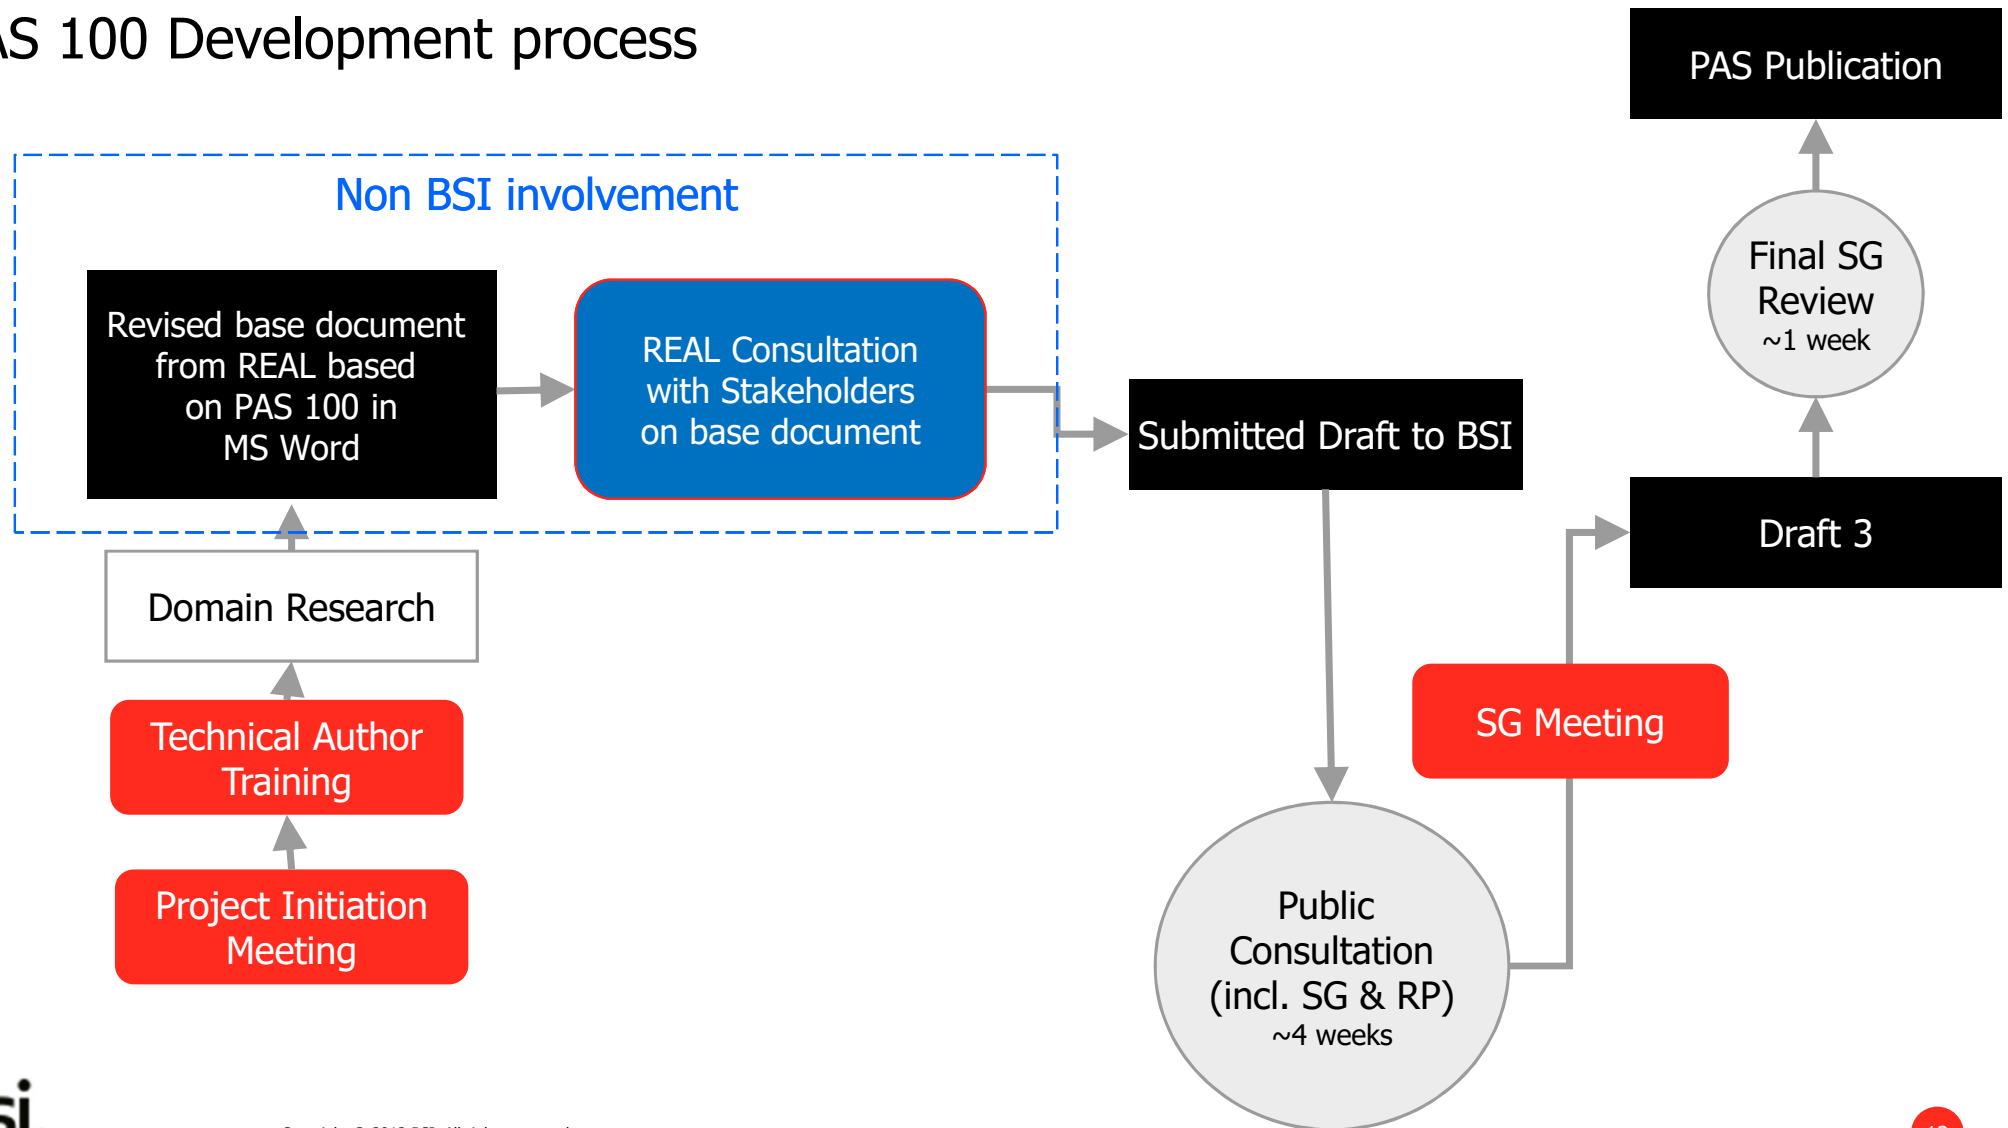 100 Development process
PAS Publication
Non BSI involvement
Final SG
Review
~1 week
Revised base document
from REAL based
on PAS 100 in
MS Word
REAL Consultation
with Stakeholders
on base document
Submitted Draft to BSI
Draft 3
Domain Research
Technical Author
Training
SG Meeting
Project Initiation
Meeting
Public
Consultation
(incl. SG & RP)
~4 weeks